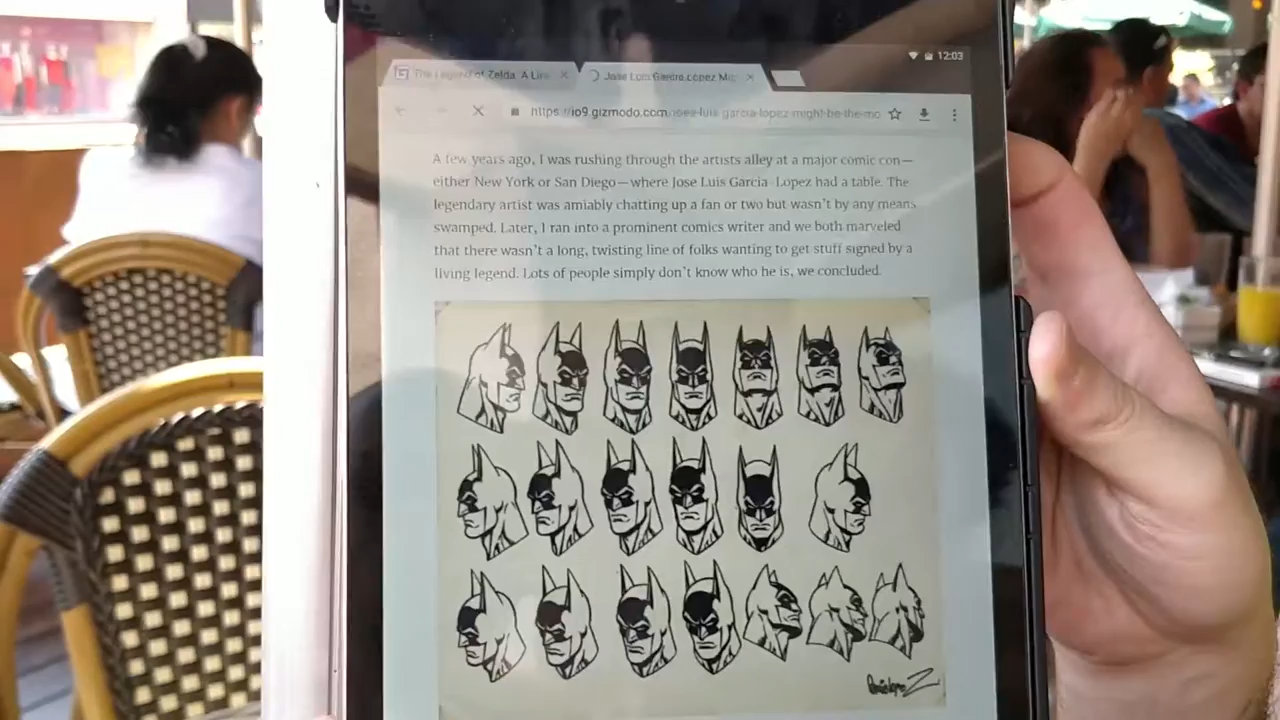 12:03
The Legend of Zelda: A Lin
Jose Luis Garcia-Lopez Mig
https://io9.gizmodo.com/jose-luis-garcia-lopez-might-be-the-mo
A few years ago, I was rushing through the artists alley at a major comic con—
either New York or San Diego—where Jose Luis Garcia-Lopez had a table. The
legendary artist was amiably chatting up a fan or two but wasn't by any means
swamped. Later, I ran into a prominent comics writer and we both marveled
that there wasn't a long, twisting line of folks wanting to get stuff signed by a
living legend. Lots of people simply don't know who he is, we concluded.